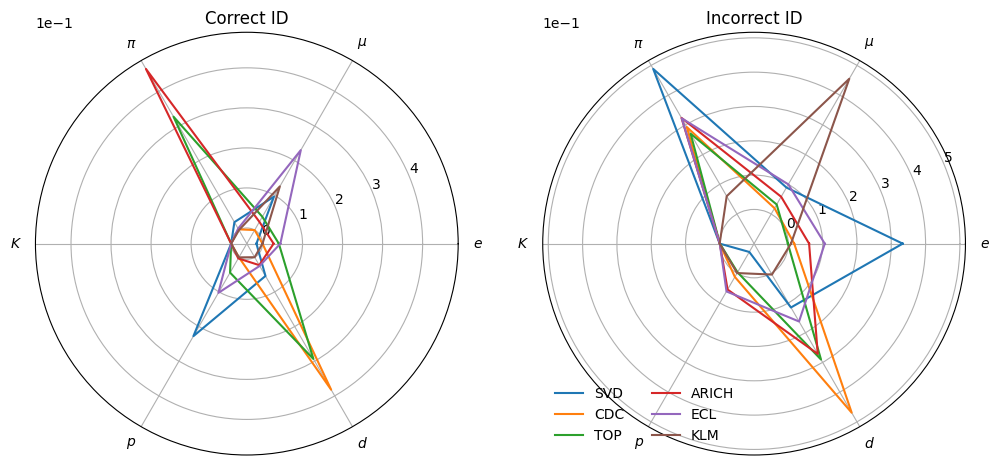 Correct ID
Incorrect ID
1e−1
1e−1
π
μ
π
μ
K
e
K
e
p
d
p
d
0
1
2
3
4
0
1
2
3
4
5
SVD
CDC
TOP
ARICH
ECL
KLM